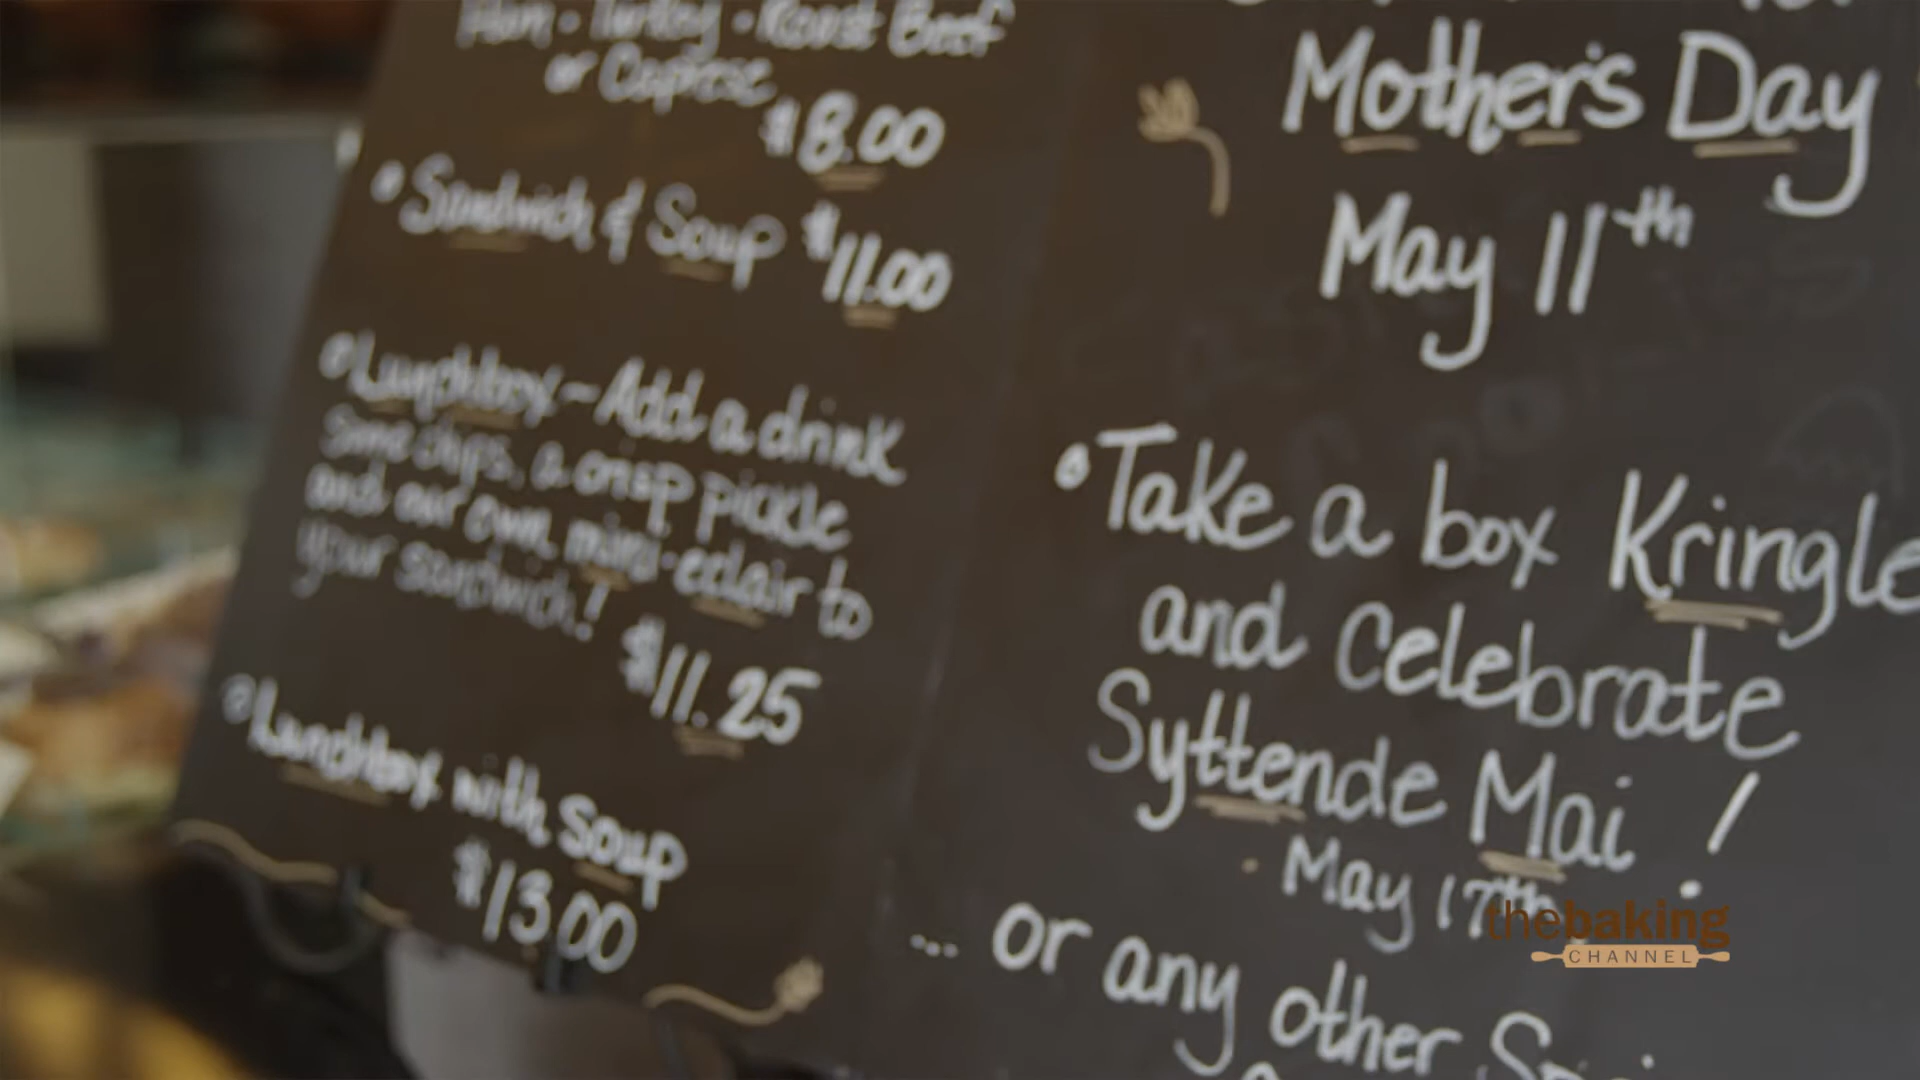 Ham - Turkey - Roast Beef
or Caprese
$8.00
• Sandwich & Soup $11.00
• Lunchbox - Add a drink
Some chips, a crisp pickle
and our own mini-eclair to
your sandwich!
$11.25
• Lunchbox with Soup
$13.00
Mother's Day
May 11th
• Take a box Kringle
and Celebrate
Syttende Mai !
May 17th
... or any other
thebaking
CHANNEL